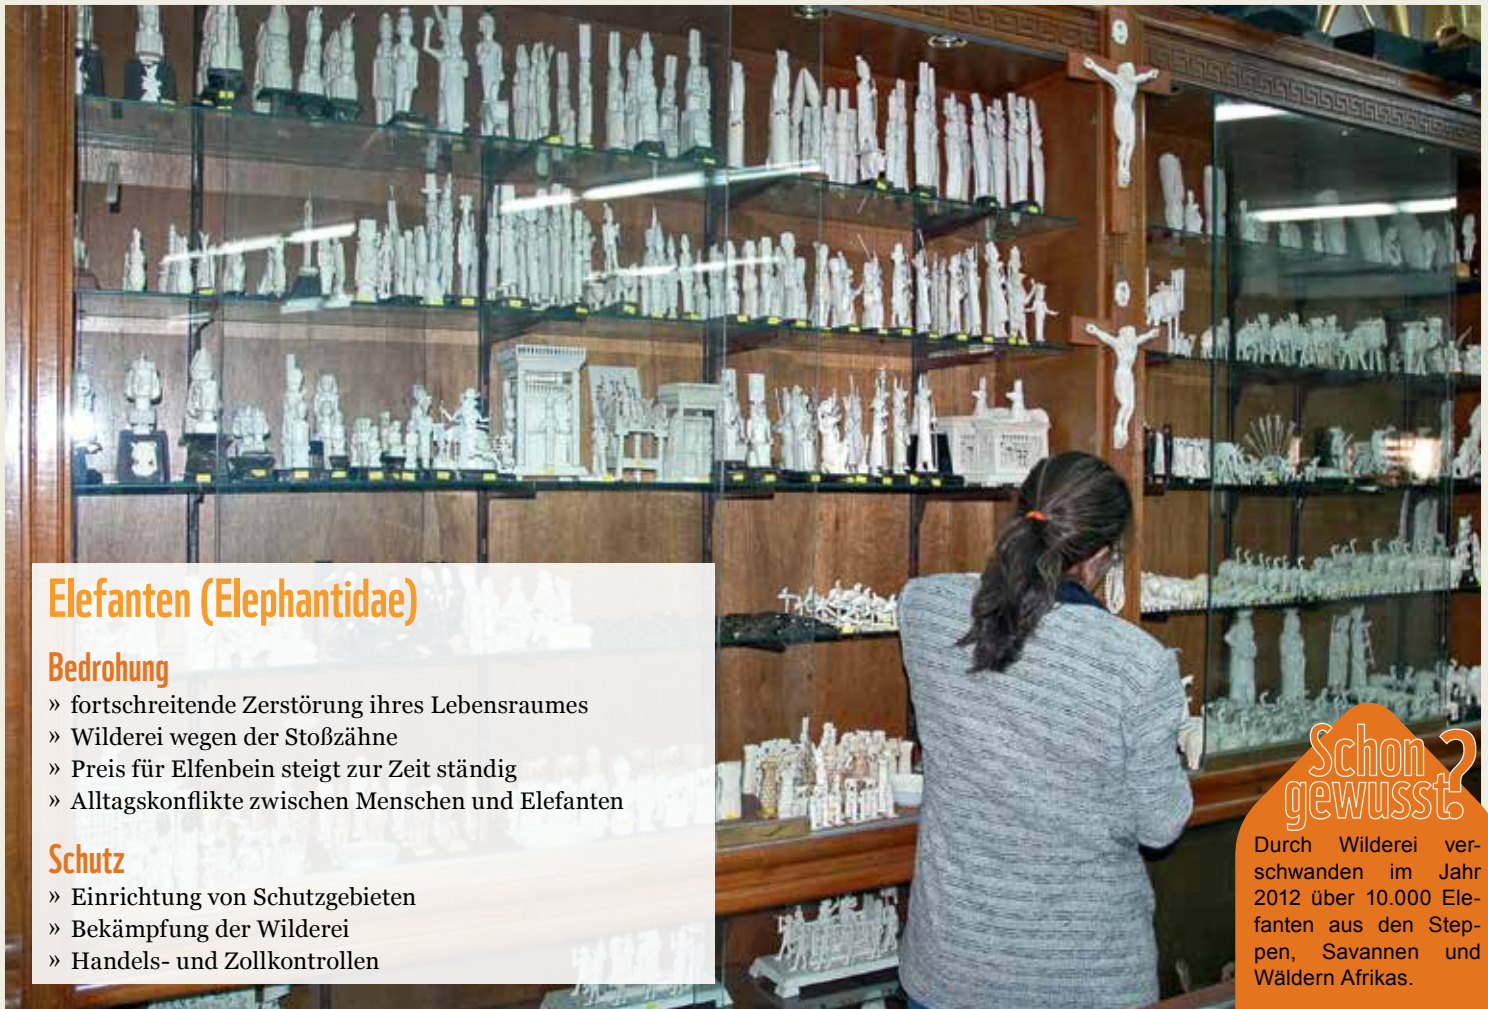 Elefanten (Elephantidae)
Bedrohung
» fortschreitende Zerstörung ihres Lebensraumes
» Wilderei wegen der Stoßzähne
» Preis für Elfenbein steigt zur Zeit ständig
» Alltagskonflikte zwischen Menschen und Elefanten
Schutz
» Einrichtung von Schutzgebieten
» Bekämpfung der Wilderei
» Handels- und Zollkontrollen
Schon
gewusst?
Durch Wilderei ver-
schwanden im Jahr
2012 über 10.000 Ele-
fanten aus den Step-
pen, Savannen und
Wäldern Afrikas.